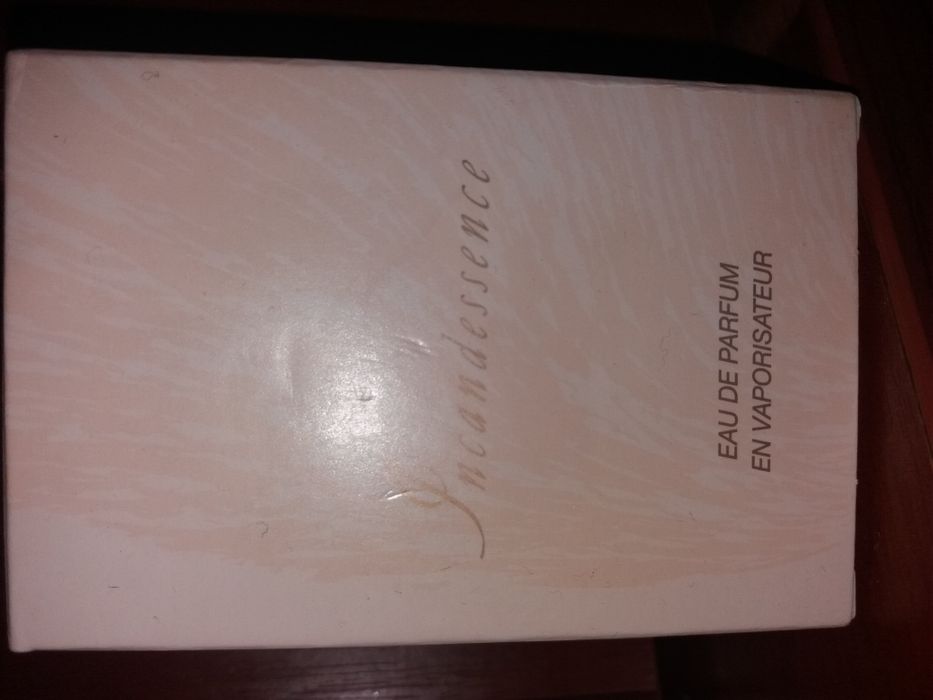 Incandessence
EAU DE PARFUM
EN VAPORISATEUR